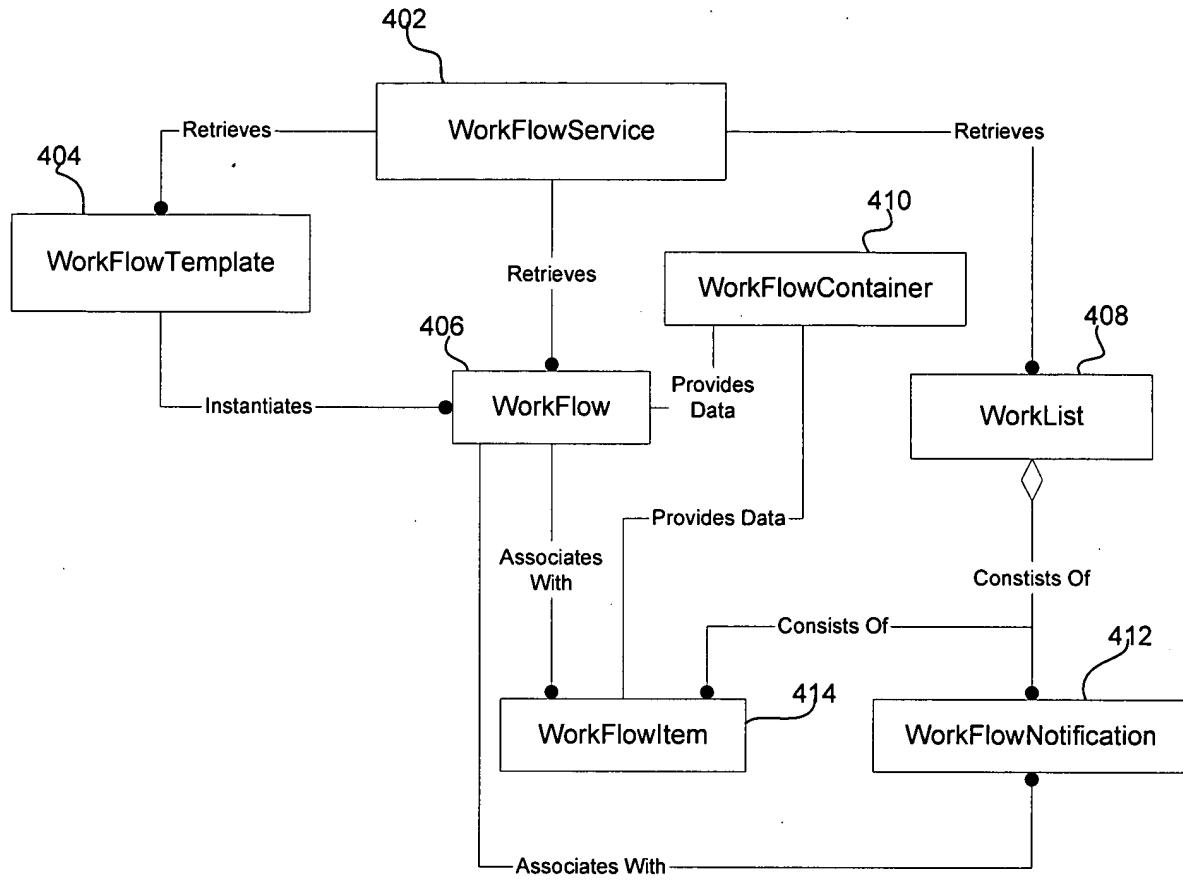 402
WorkFlowService
Retrieves
Retrieves
404
WorkFlowTemplate
410
WorkFlowContainer
Retrieves
406
WorkFlow
408
WorkList
Instantiates
Provides
Data
Provides Data
Associates
With
Constists Of
Consists Of
412
WorkFlowNotification
414
WorkFlowItem
Associates With